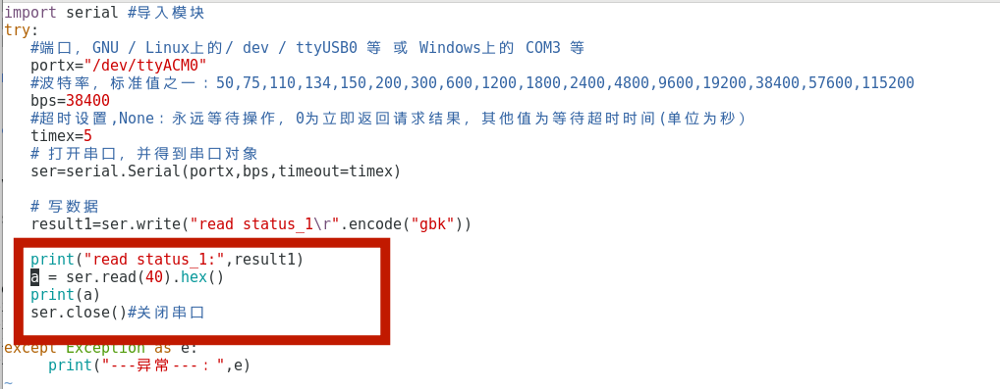 import serial #导入模块
try:
#端口，GNU / Linux上的/ dev / ttyUSB0 等 或 Windows上的 COM3 等
portx="/dev/ttyACM0"
#波特率，标准值之一：50,75,110,134,150,200,300,600,1200,1800,2400,4800,9600,19200,38400,57600,115200
bps=38400
#超时设置,None：永远等待操作，0为立即返回请求结果，其他值为等待超时时间(单位为秒）
timex=5
# 打开串口，并得到串口对象
ser=serial.Serial(portx,bps,timeout=timex)
# 写数据
result1=ser.write("read status_1\r".encode("gbk"))
print("read status_1:",result1)
a = ser.read(40).hex()
print(a)
ser.close()#关闭串口
except Exception as e:
print("---异常---：",e)
~